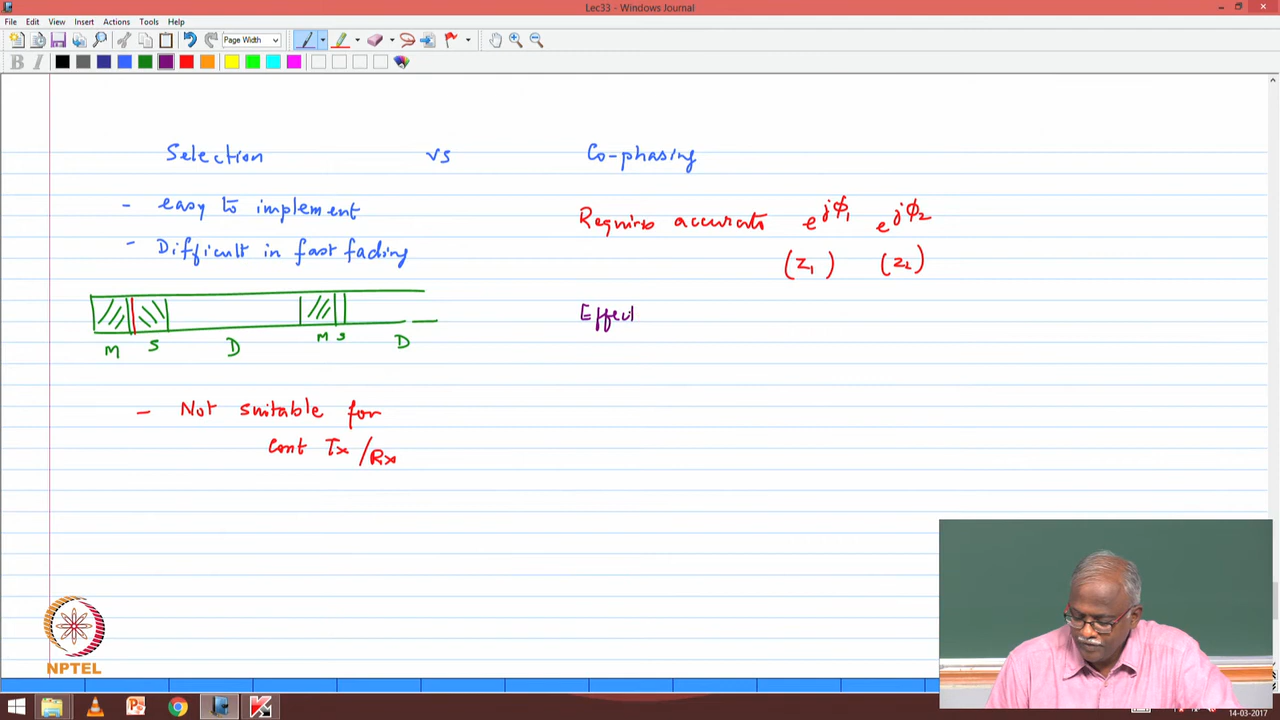 Lec33 - Windows Journal
File Edit View Insert Actions Tools Help
Page Width
B I
Selection vs Co-phasing
- easy to implement
- Difficult in fast fading
M S D M S D
- Not suitable for
Cont Tx/Rx
Requires accurate e^jϕ1 e^jϕ2
(Z1) (Z2)
Effect
NPTEL
14-03-2017